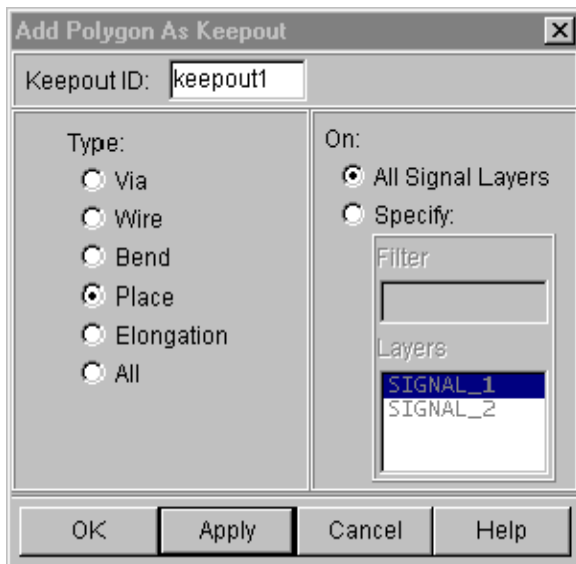 Add Polygon As Keepout
Keepout ID: keepout1
Type:
Via
Wire
Bend
Place
Elongation
All
On:
All Signal Layers
Specify:
Filter
Layers
SIGNAL_1
SIGNAL_2
OK Apply Cancel Help